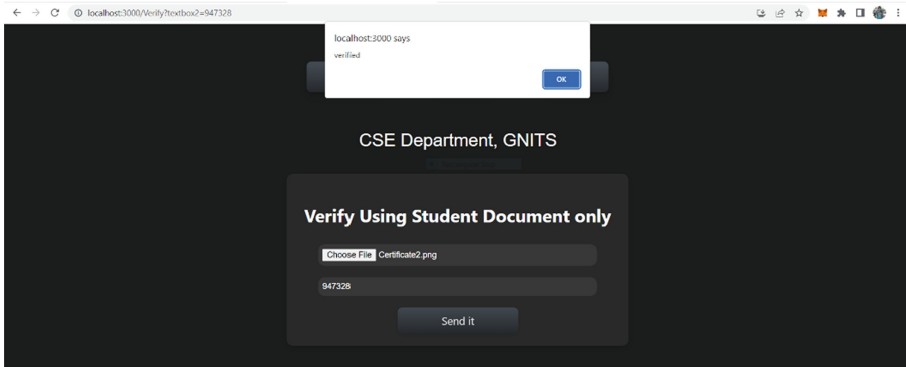 localhost:3000/Verify?textbox2=947328
localhost:3000 says
verified
OK
CSE Department, GNITS
Verify Using Student Document only
Choose File Certificate2.png
947328
Send it